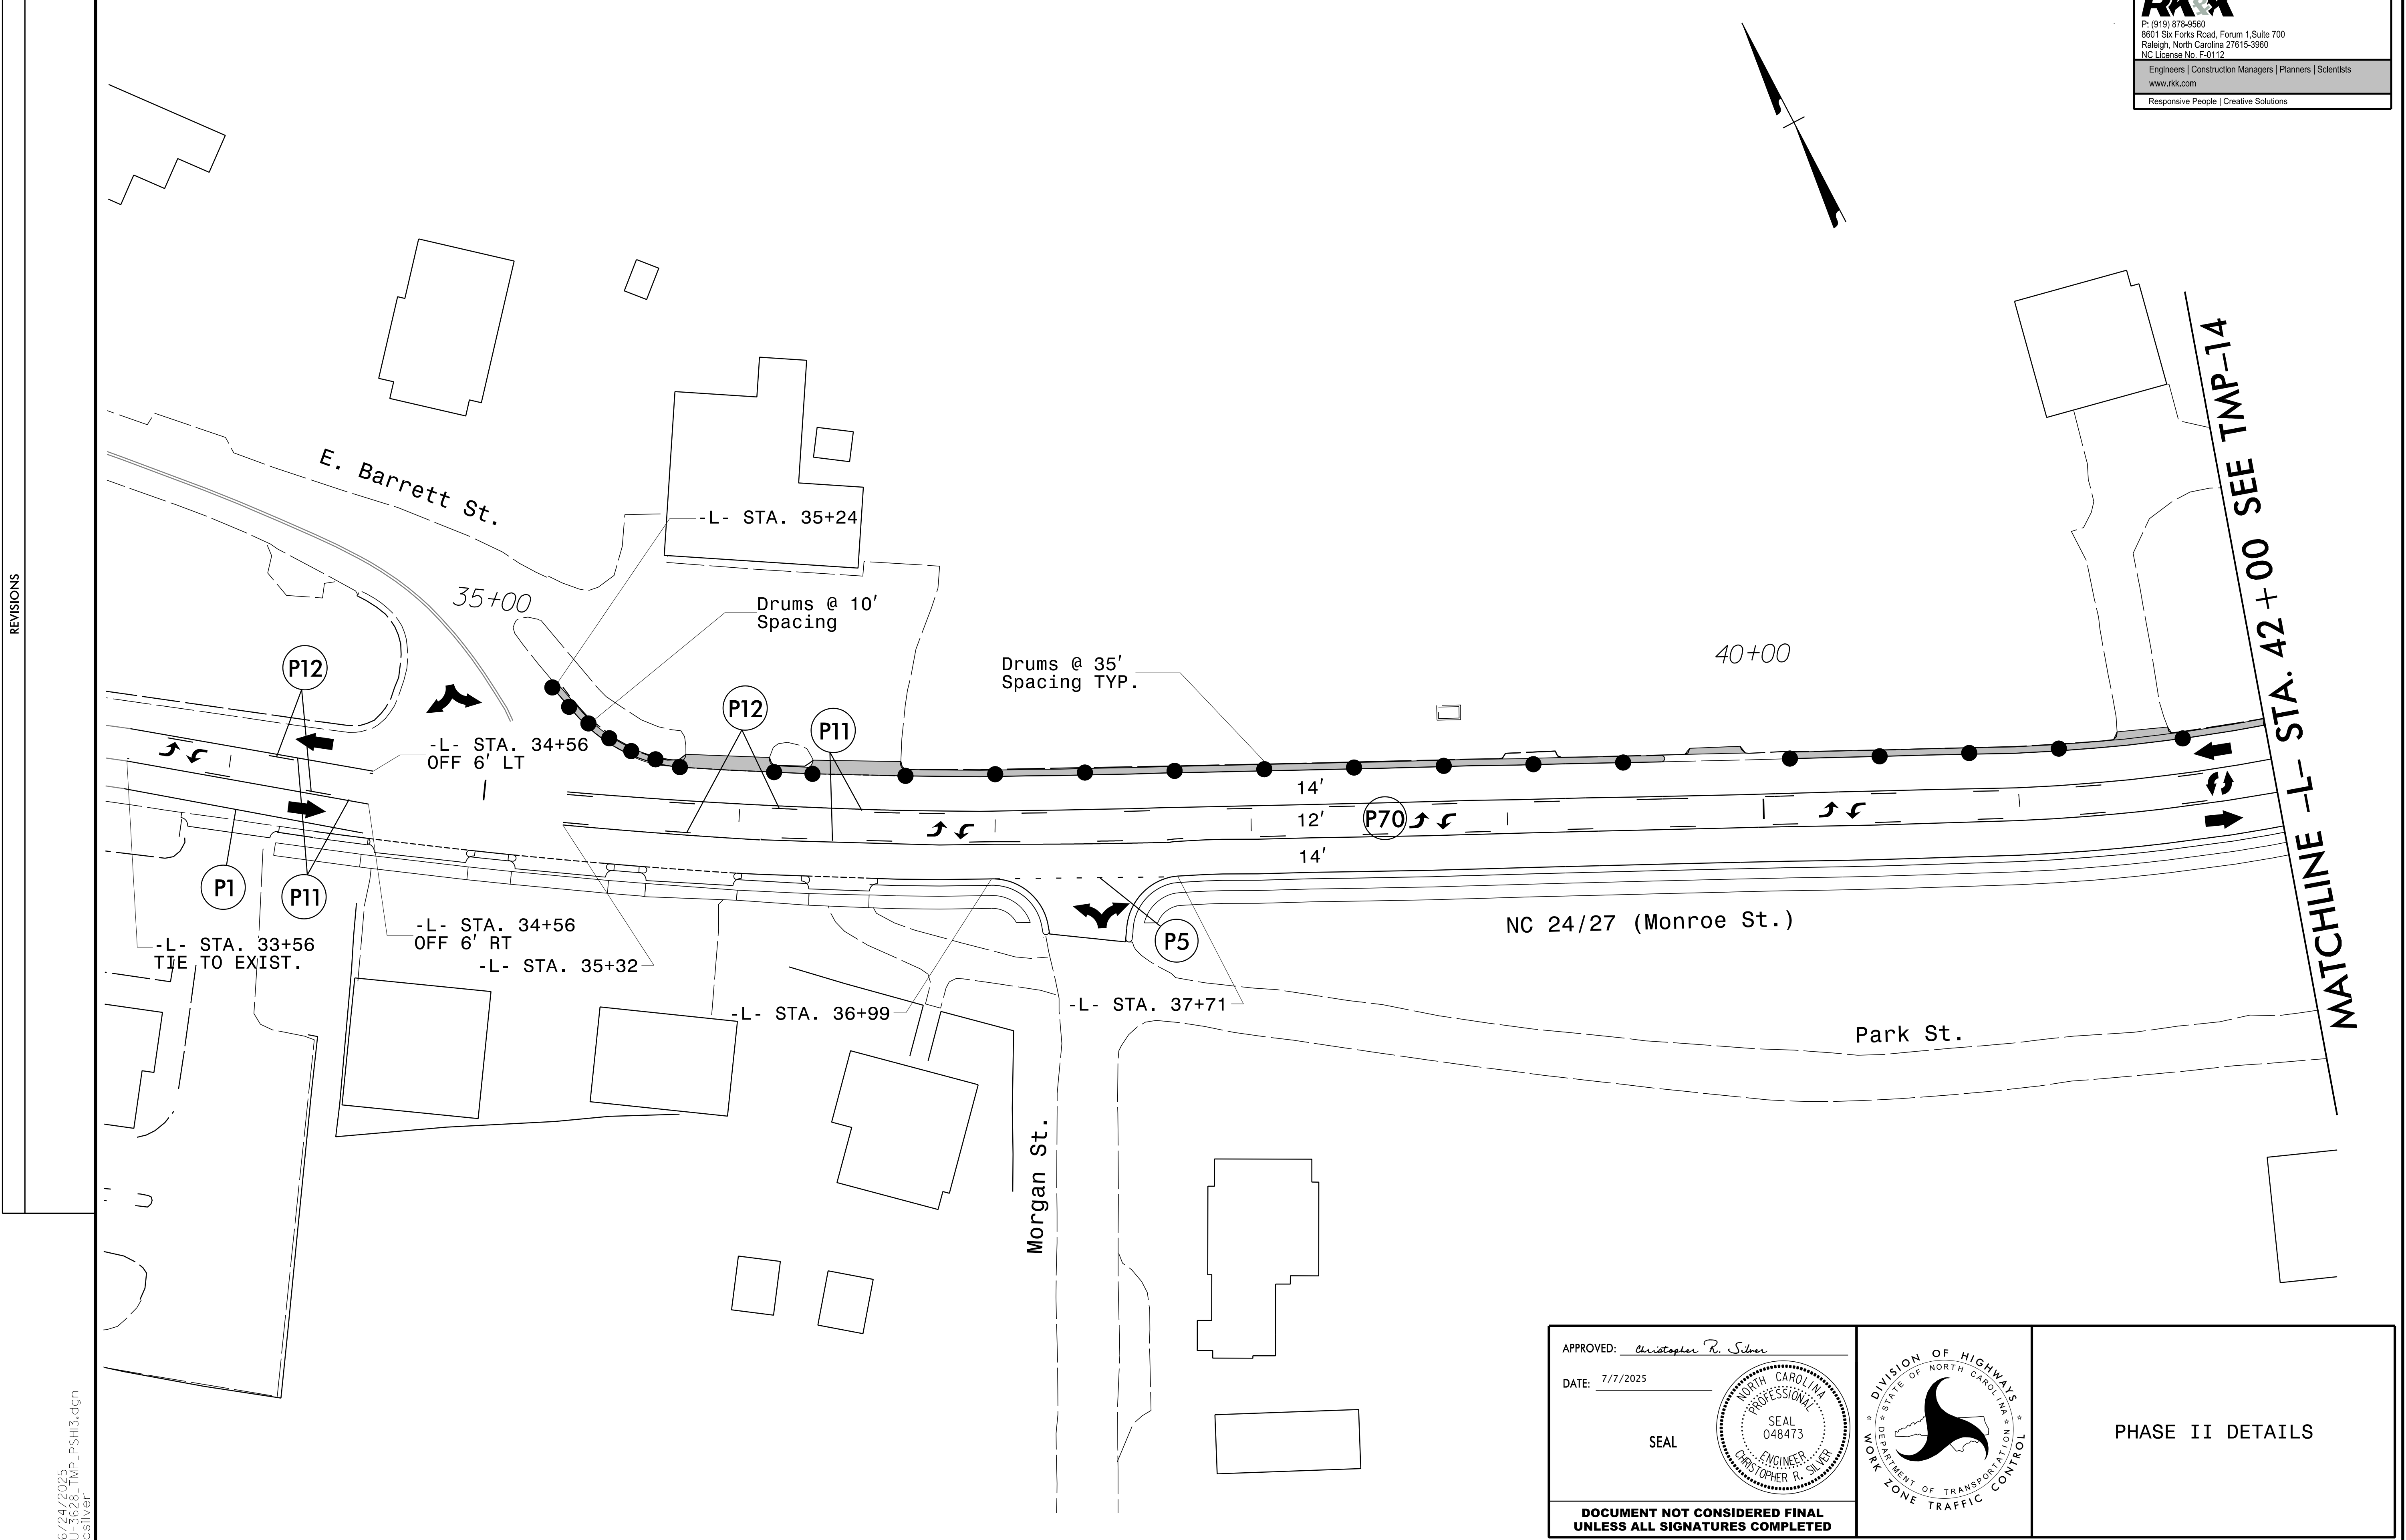 RK&K
P: (919) 878-9560
8601 Six Forks Road, Forum 1,Suite 700
Raleigh, North Carolina 27615-3960
NC License No. F-0112
Engineers | Construction Managers | Planners | Scientists
www.rkk.com
Responsive People | Creative Solutions
REVISIONS
E. Barrett St.
-L- STA. 35+24
35+00
Drums @ 10'
Spacing
Drums @ 35'
Spacing TYP.
40+00
MATCHLINE -L- STA. 42+00 SEE TMP-14
P12
P12
P11
-L- STA. 34+56
OFF 6' LT
14'
12'
P70
14'
P1
P11
-L- STA. 33+56
TIE TO EXIST.
-L- STA. 34+56
OFF 6' RT
-L- STA. 35+32
-L- STA. 36+99
P5
-L- STA. 37+71
NC 24/27 (Monroe St.)
Park St.
Morgan St.
APPROVED: Christopher R. Silver
DATE: 7/7/2025
SEAL
NORTH CAROLINA
PROFESSIONAL
SEAL
048473
ENGINEER
CHRISTOPHER R. SILVER
DOCUMENT NOT CONSIDERED FINAL
UNLESS ALL SIGNATURES COMPLETED
DIVISION OF HIGHWAYS
STATE OF NORTH CAROLINA
DEPARTMENT OF TRANSPORTATION
WORK ZONE TRAFFIC CONTROL
PHASE II DETAILS
6/24/2025
U-3628_TMP_PSH13.dgn
csilver